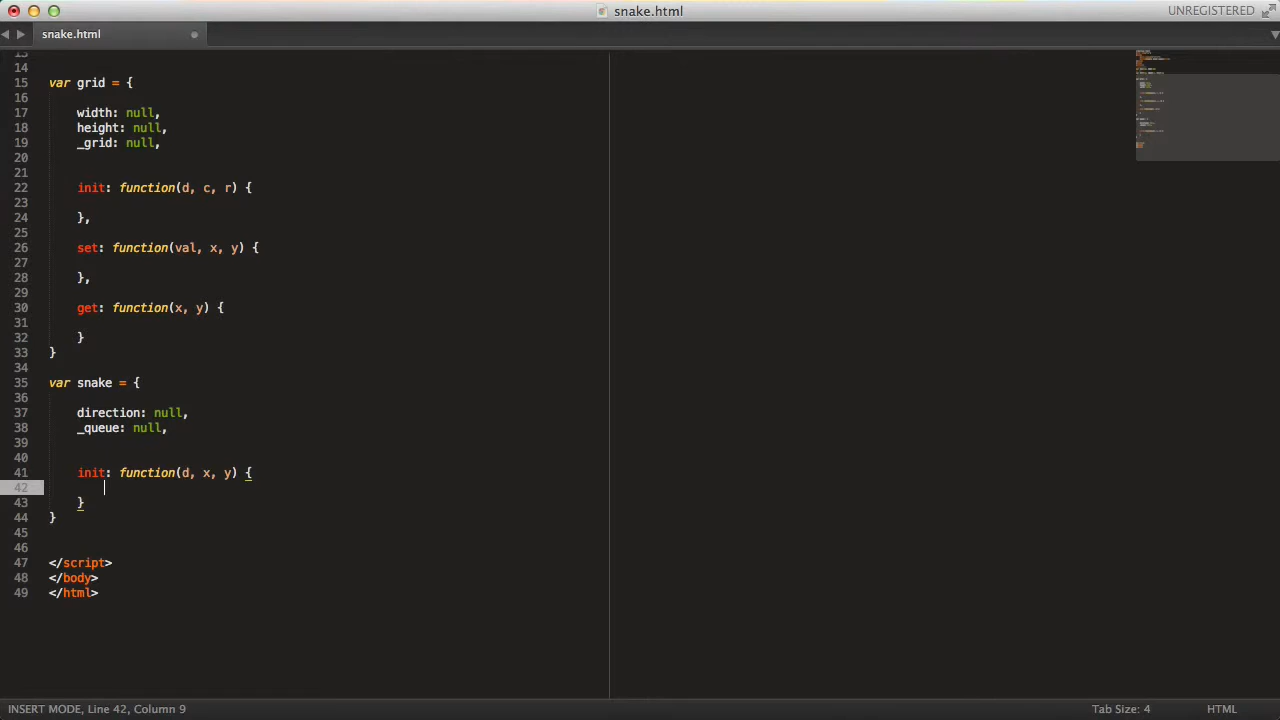 snake.html
UNREGISTERED
snake.html
13
14
15 var grid = {
16
17 width: null,
18 height: null,
19 _grid: null,
20
21
22 init: function(d, c, r) {
23
24 },
25
26 set: function(val, x, y) {
27
28 },
29
30 get: function(x, y) {
31
32 }
33 }
34
35 var snake = {
36
37 direction: null,
38 _queue: null,
39
40
41 init: function(d, x, y) {
42
43 }
44 }
45
46
47 </script>
48 </body>
49 </html>
INSERT MODE, Line 42, Column 9
Tab Size: 4
HTML